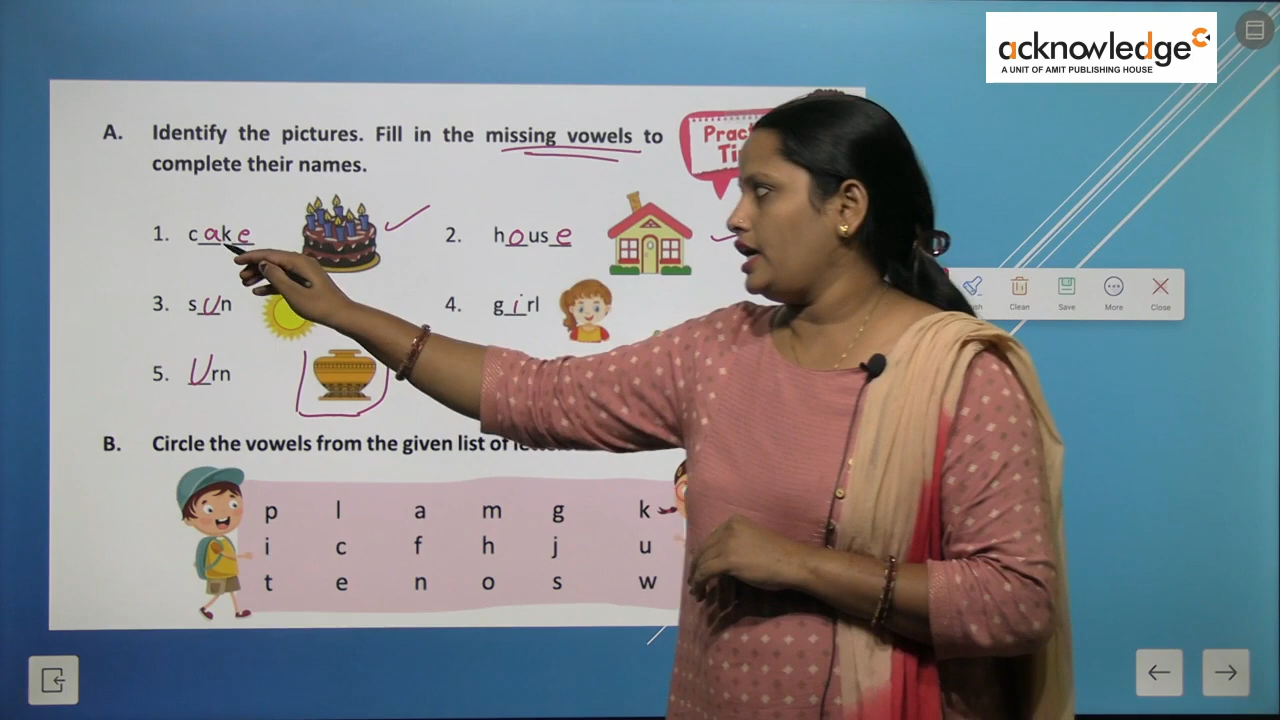 acknowledge
A UNIT OF AMIT PUBLISHING HOUSE
A. Identify the pictures. Fill in the missing vowels to
complete their names.
1. cake
2. house
3. sun
4. girl
5. Urn
B. Circle the vowels from the given list of
p l a m g k
i c f h j u
t e n o s w
Clean Save More Close